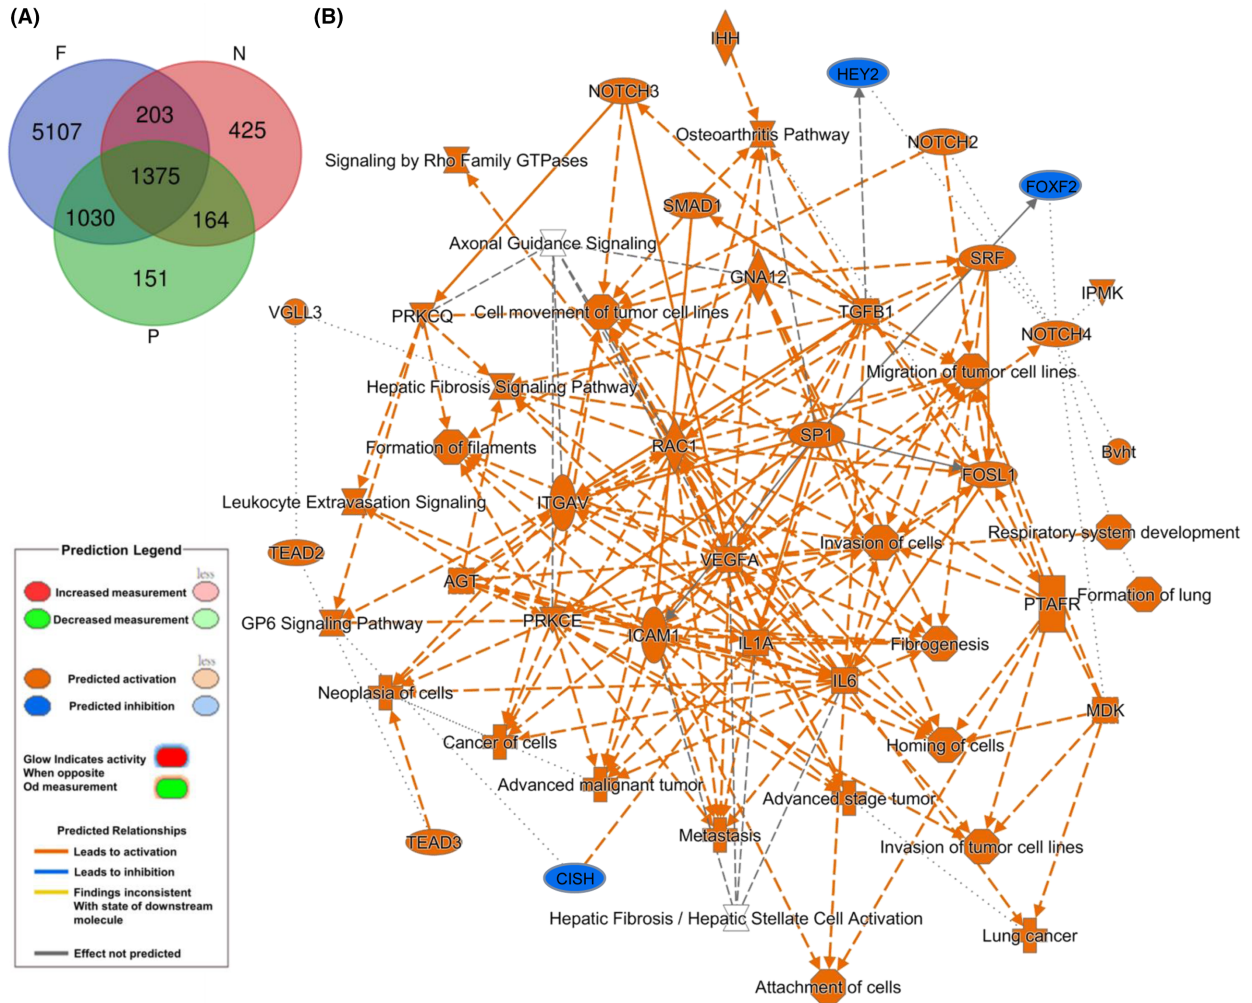 (A)
(B)
F
N
5107
203
425
1375
1030
164
151
P
IHH
HEY2
NOTCH3
Osteoarthritis Pathway
NOTCH2
Signaling by Rho Family GTPases
FOXF2
SMAD1
Axonal Guidance Signaling
SRF
GNA12
IPMK
VGLL3
PRKCQ
Cell movement of tumor cell lines
TGFB1
NOTCH4
Migration of tumor cell lines
Hepatic Fibrosis Signaling Pathway
SP1
Formation of filaments
RAC1
Bvht
FOSL1
Leukocyte Extravasation Signaling
ITGAV
Respiratory system development
Invasion of cells
TEAD2
VEGFA
AGT
Formation of lung
PTAFR
GP6 Signaling Pathway
PRKCE
ICAM1
IL1A
Fibrogenesis
IL6
Neoplasia of cells
MDK
Cancer of cells
Homing of cells
Advanced malignant tumor
Advanced stage tumor
Metastasis
TEAD3
Invasion of tumor cell lines
CISH
Hepatic Fibrosis / Hepatic Stellate Cell Activation
Lung cancer
Attachment of cells
Prediction Legend
less
Increased measurement
Decreased measurement
less
Predicted activation
Predicted inhibition
Glow Indicates activity
When opposite
Od measurement
Predicted Relationships
Leads to activation
Leads to inhibition
Findings inconsistent
With state of downstream
molecule
Effect not predicted